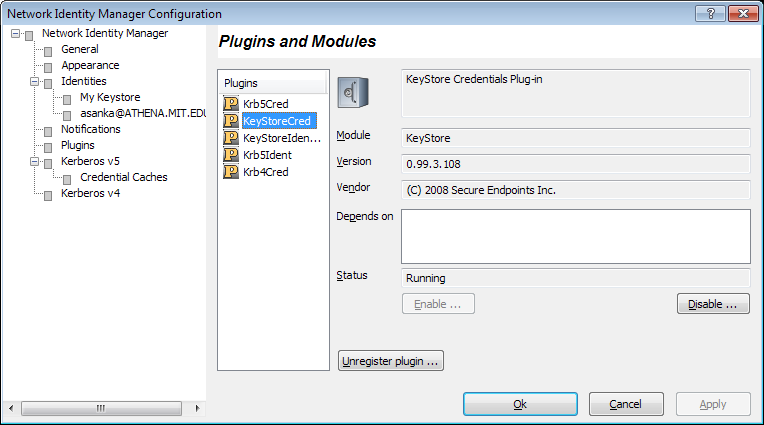 Network Identity Manager Configuration
Network Identity Manager
General
Appearance
Identities
My Keystore
asanka@ATHENA.MIT.EDU
Notifications
Plugins
Kerberos v5
Credential Caches
Kerberos v4
Plugins and Modules
Plugins
Krb5Cred
KeyStoreCred
KeyStoreIden...
Krb5Ident
Krb4Cred
KeyStore Credentials Plug-in
Module
KeyStore
Version
0.99.3.108
Vendor
(C) 2008 Secure Endpoints Inc.
Depends on
Status
Running
Enable ...
Disable ...
Unregister plugin ...
Ok
Cancel
Apply